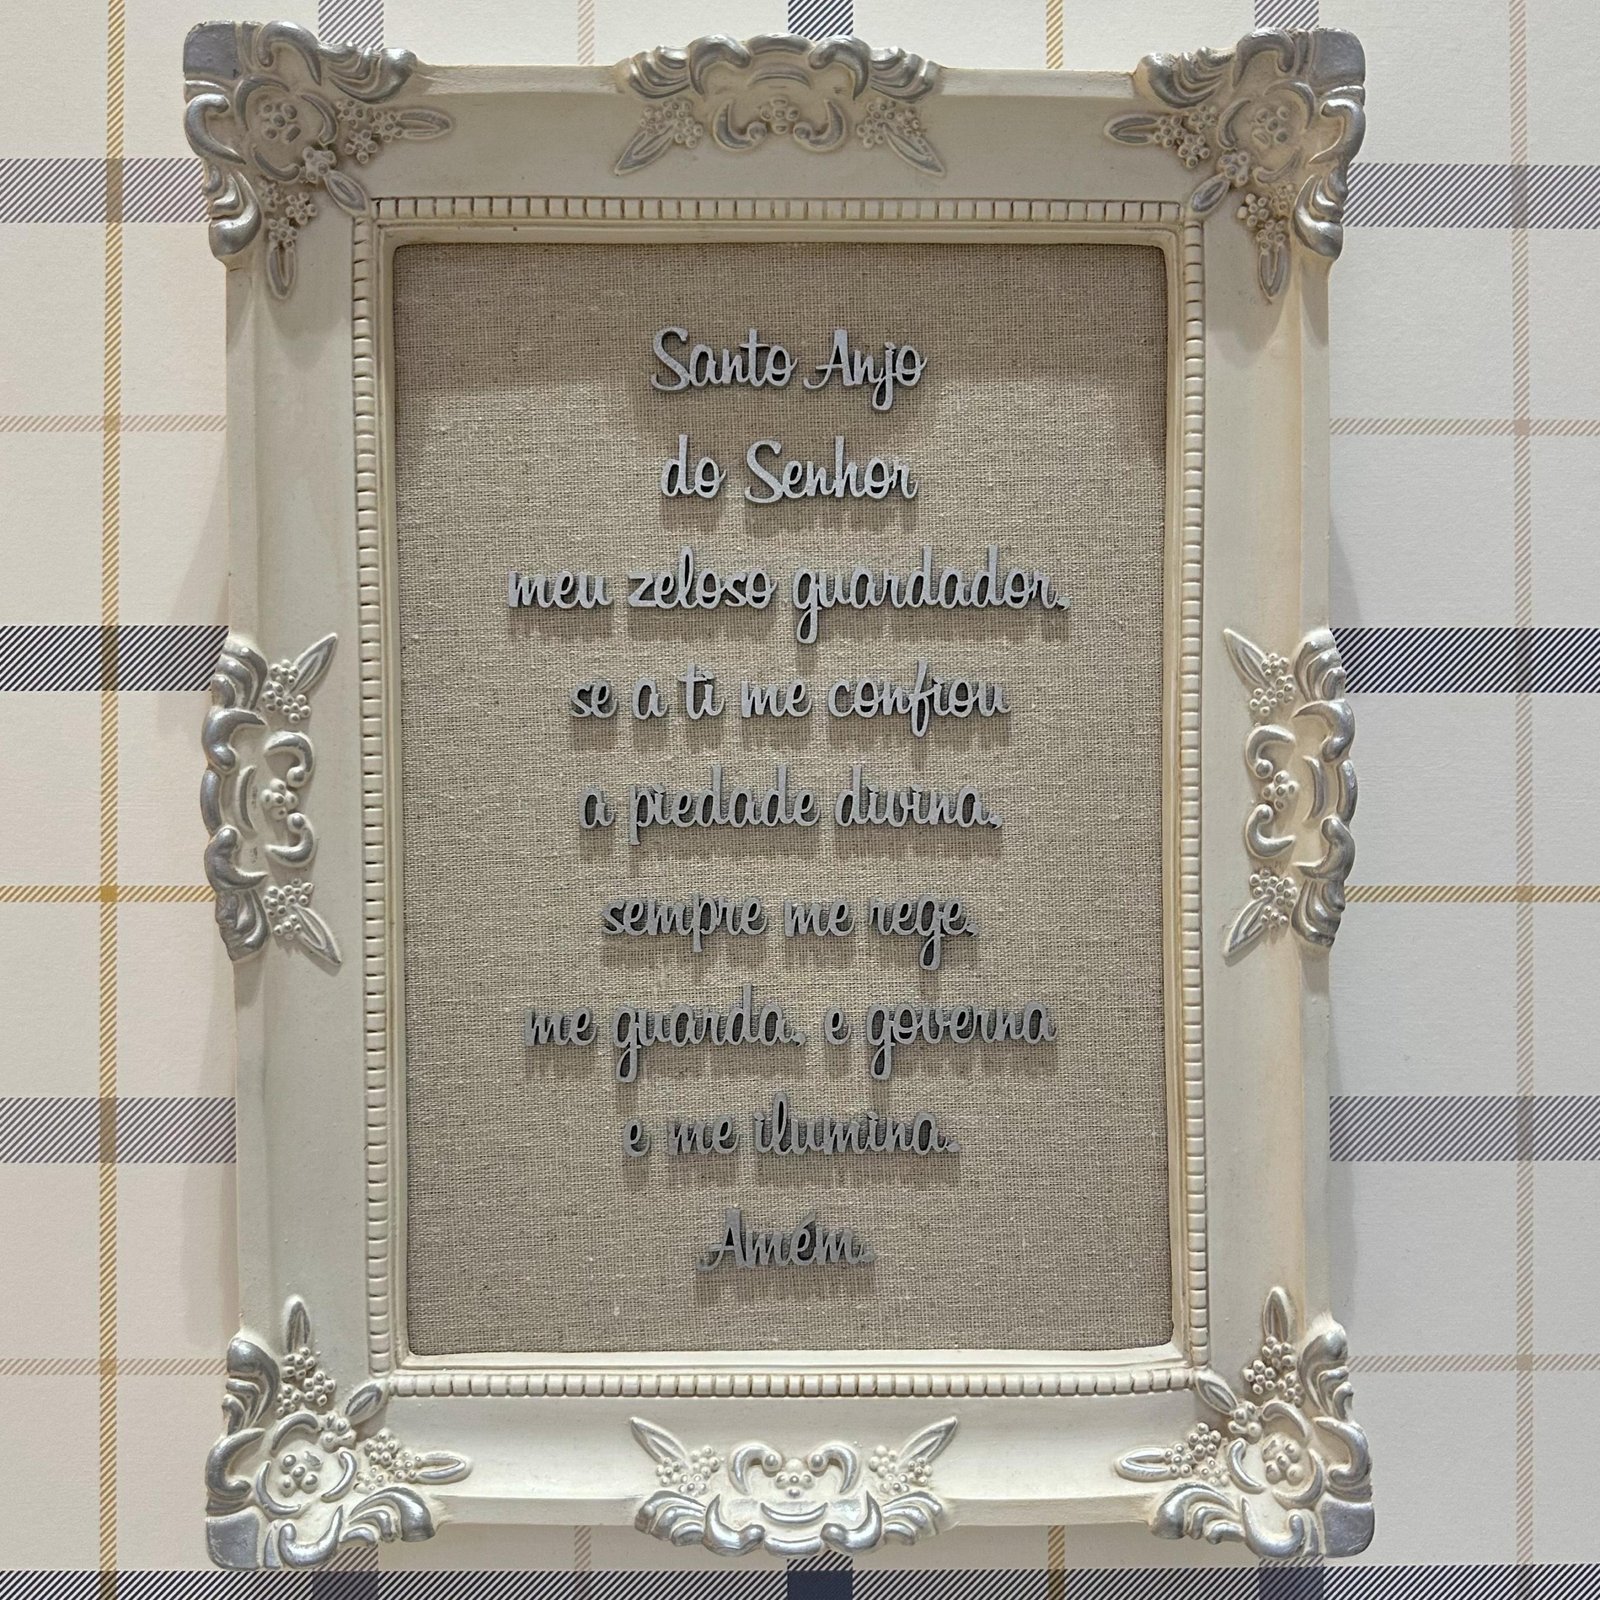 Santo Anjo
do Senhor
meu zeloso guardador,
se a ti me confiou
a piedade divina,
sempre me rege,
me guarda, e governa
e me ilumina.
Amém.